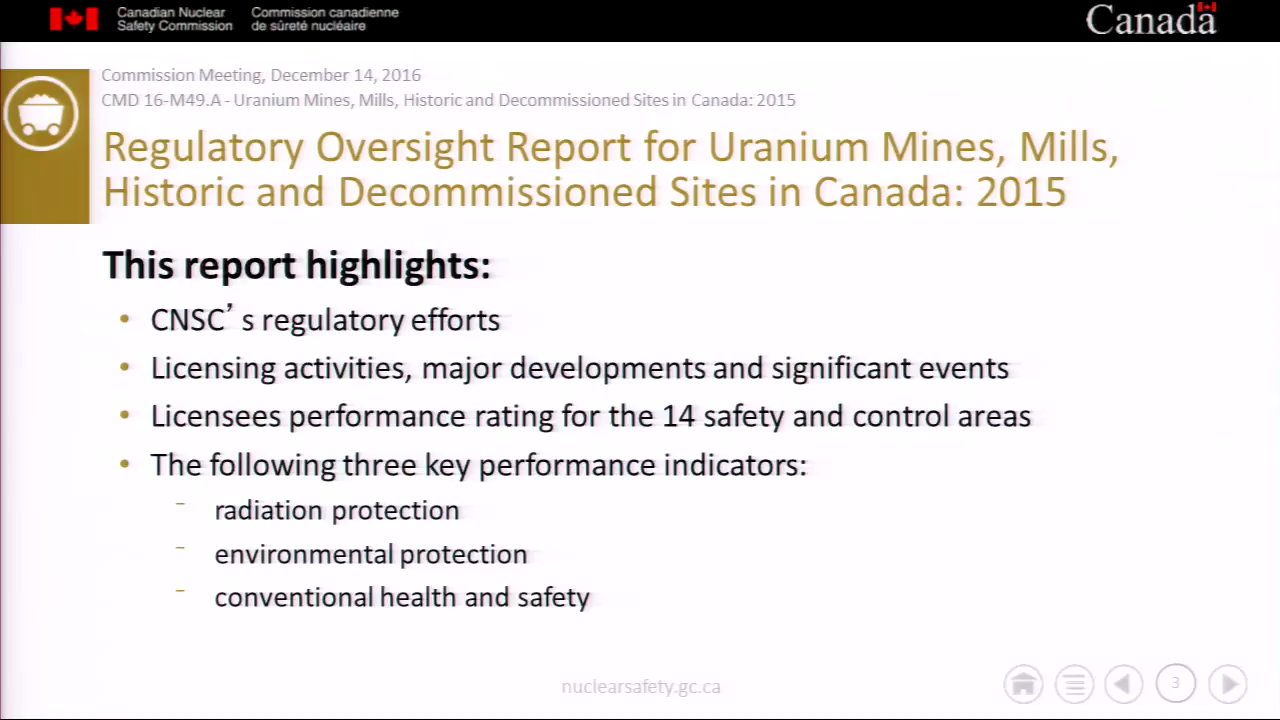 Canadian Nuclear Safety Commission
Commission canadienne de sûreté nucléaire
Canada
Commission Meeting, December 14, 2016
CMD 16-M49.A - Uranium Mines, Mills, Historic and Decommissioned Sites in Canada: 2015
Regulatory Oversight Report for Uranium Mines, Mills,
Historic and Decommissioned Sites in Canada: 2015
This report highlights:
• CNSC’ s regulatory efforts
• Licensing activities, major developments and significant events
• Licensees performance rating for the 14 safety and control areas
• The following three key performance indicators:
− radiation protection
− environmental protection
− conventional health and safety
nuclearsafety.gc.ca
3